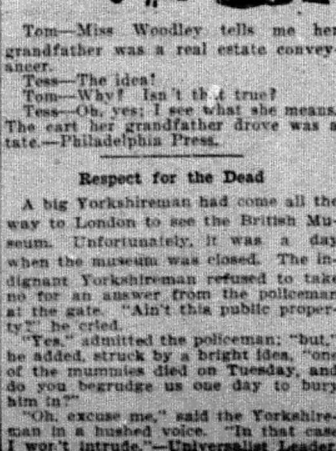 Tom—Miss Woodley tells me her
grandfather was a real estate convey-
ancer.
Tess—The idea!
Tom—Why? Isn't th t true?
Tess—Oh, yes; I see what she means.
The cart her grandfather drove was a
tate.—Philadelphia Press.
Respect for the Dead
A big Yorkshireman had come all the
way to London to see the British Mu-
seum. Unfortunately, it was a day
when the museum was closed. The in-
dignant Yorkshireman refused to take
no for an answer from the policeman
at the gate. "Ain't this public proper-
ty?" he cried.
"Yes," admitted the policeman; "but,"
he added, struck by a bright idea, "one
of the mummies died on Tuesday, and
do you begrudge us one day to bury
him in?"
"Oh, excuse me," said the Yorkshire-
man in a hushed voice. "In that case
I won't intrude."—Universalist Leader